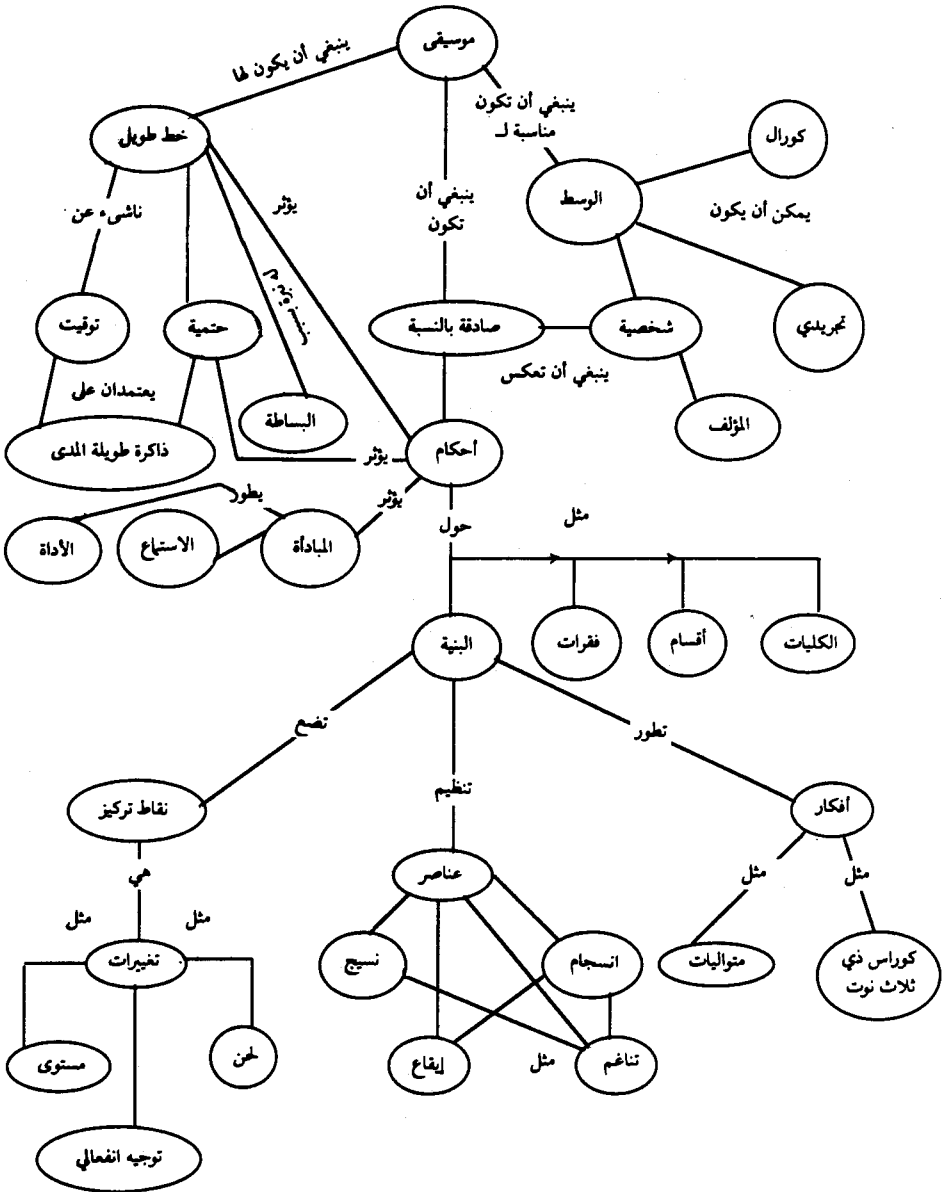 موسيقى
ينبغي أن يكون لها
ينبغي أن تكون
مناسبة لـ
كورال
خط طويل
الوسط
يمكن أن يكون
ناشىء عن
يؤثر
ينبغي أن
تكون
توقيت
حتمية
صادقة بالنسبة
شخصية
تجريدي
ينبغي أن تعكس
يعتمدان على
البساطة
المؤلف
ذاكرة طويلة المدى
يؤثر
أحكام
يطور
يؤثر
حول
مثل
الأداة
الاستماع
المبادأة
البنية
فقرات
أقسام
الكليات
تضع
تنظيم
تطور
نقاط تركيز
أفكار
هي
عناصر
مثل
مثل
مثل
مثل
تغييرات
نسيج
انسجام
متواليات
كوراس ذي
ثلاث نوت
مستوى
لحن
إيقاع
مثل
تناغم
توجيه انفعالي